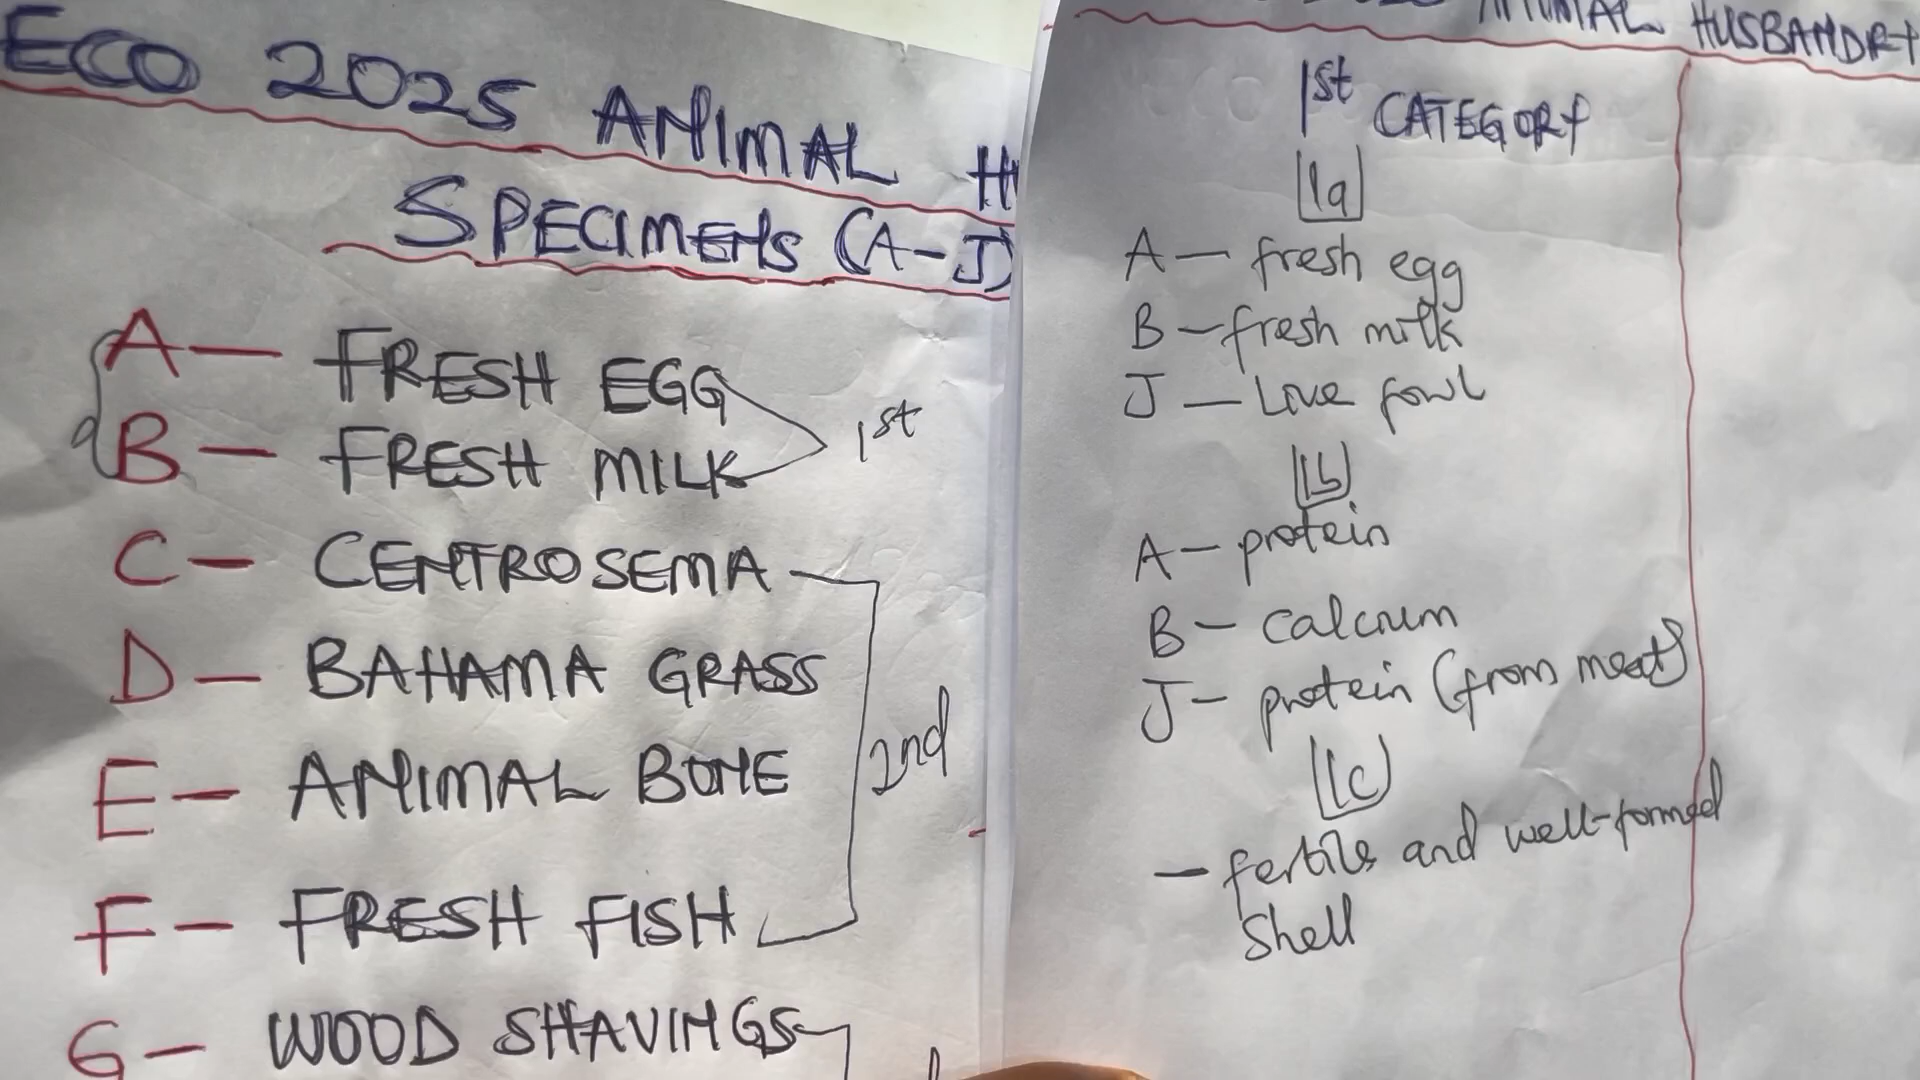 ECO 2025 ANIMAL
SPECIMENS (A-J)
A- FRESH EGG
B- FRESH MILK
1st
C- CENTROSEMA
D- BAHAMA GRASS
E- ANIMAL BONE
F- FRESH FISH
2nd
G- WOOD SHAVINGS
ANIMAL HUSBANDRY
1st CATEGORY
1a
A- fresh egg
B- fresh milk
J- Live fowl
1b
A- protein
B- calcium
J- protein (from meat)
1c
- fertile and well-formed
shell